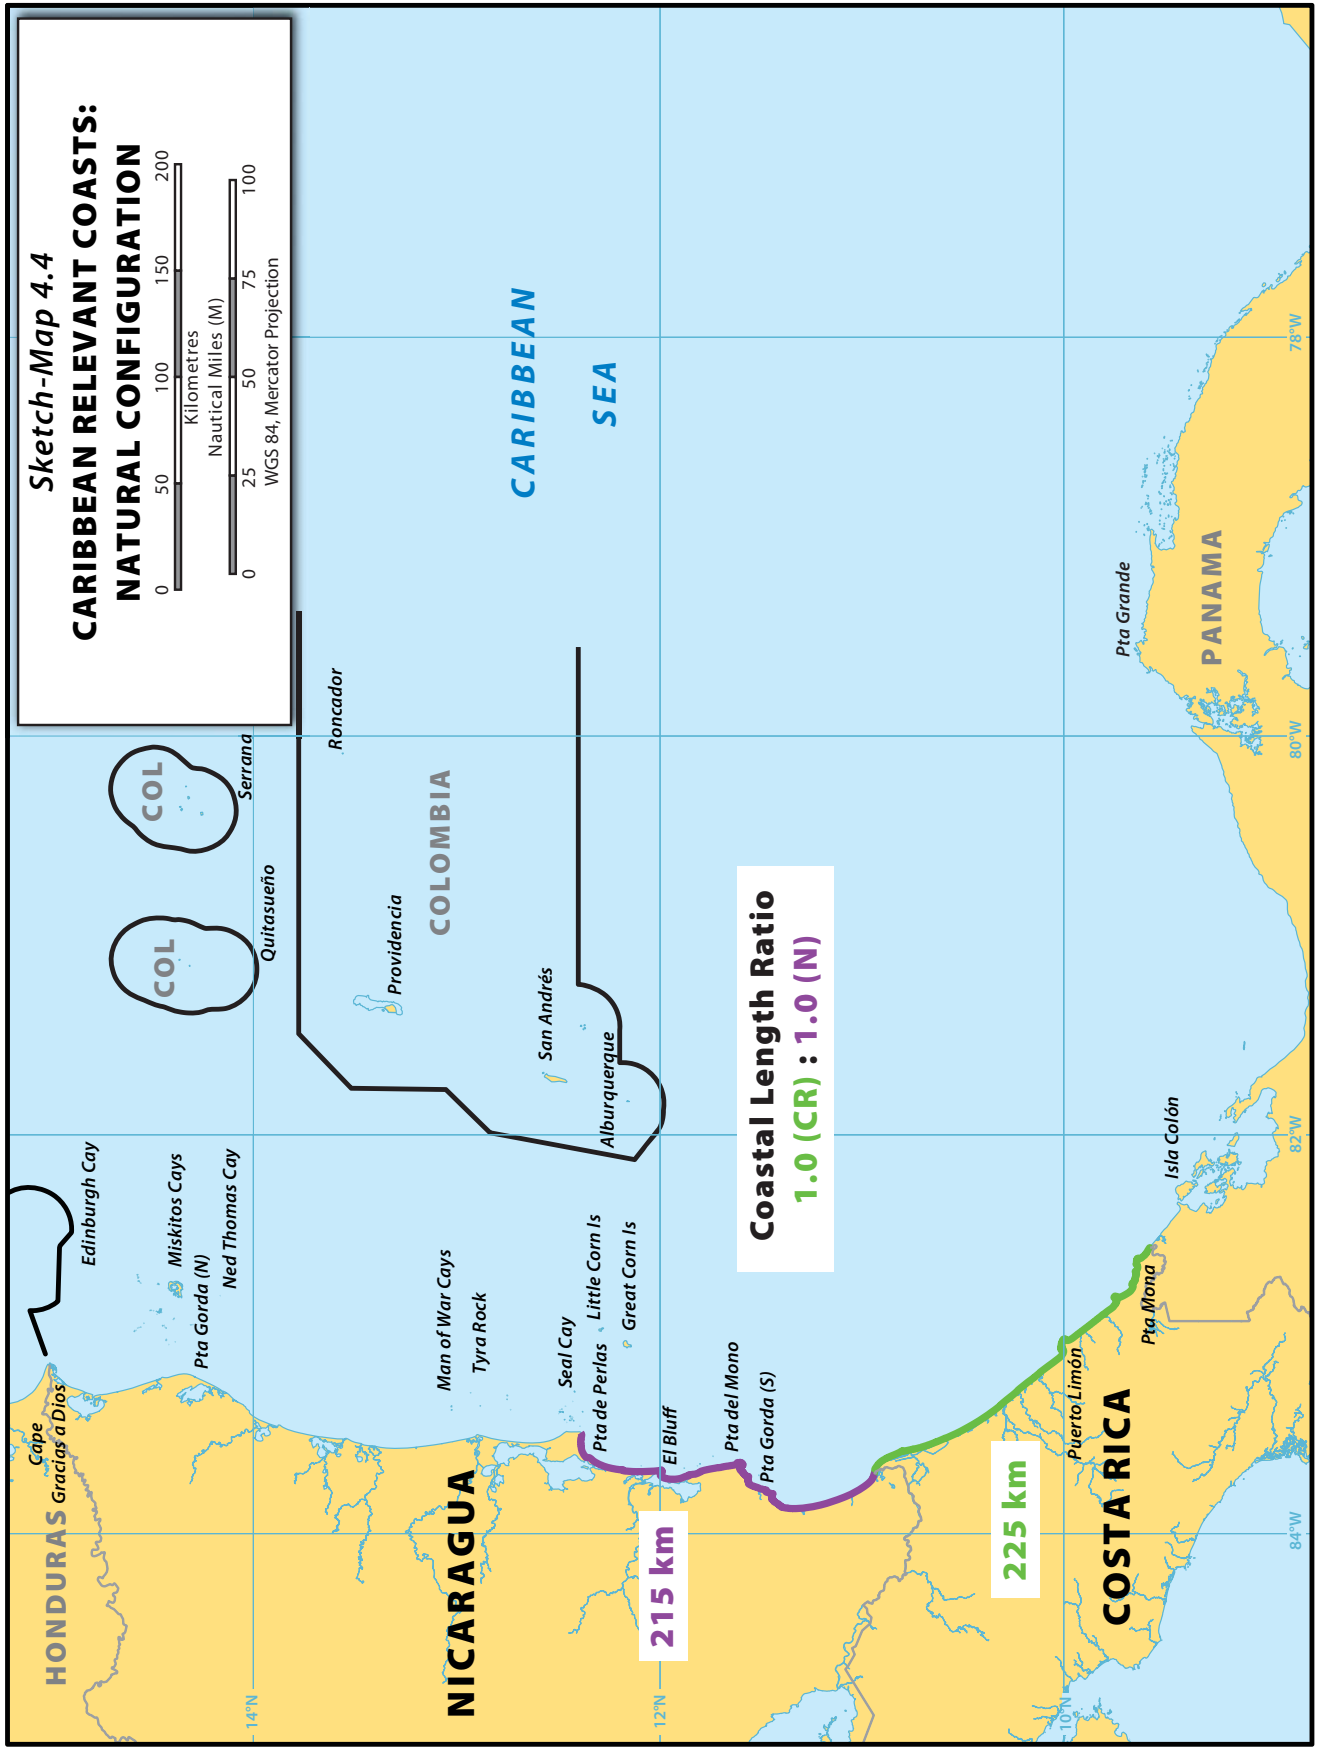 Sketch-Map 4.4
CARIBBEAN RELEVANT COASTS:
NATURAL CONFIGURATION
0 50 100 150 200
Kilometres
Nautical Miles (M)
0 25 50 75 100
WGS 84, Mercator Projection
HONDURAS
Cape
Gracias a Dios
Edinburgh Cay
COL
COL
Serrana
Quitasueño
Miskitos Cays
Pta Gorda (N)
Ned Thomas Cay
14°N
Roncador
Providencia
COLOMBIA
NICARAGUA
Man of War Cays
Tyra Rock
CARIBBEAN
SEA
San Andrés
Alburquerque
Seal Cay
Little Corn Is
Pta de Perlas
Great Corn Is
12°N
215 km
El Bluff
Pta del Mono
Pta Gorda (S)
Coastal Length Ratio
1.0 (CR) : 1.0 (N)
225 km
10°N
Puerto Limón
COSTA RICA
Pta Mona
Isla Colón
Pta Grande
PANAMA
84°W
82°W
80°W
78°W